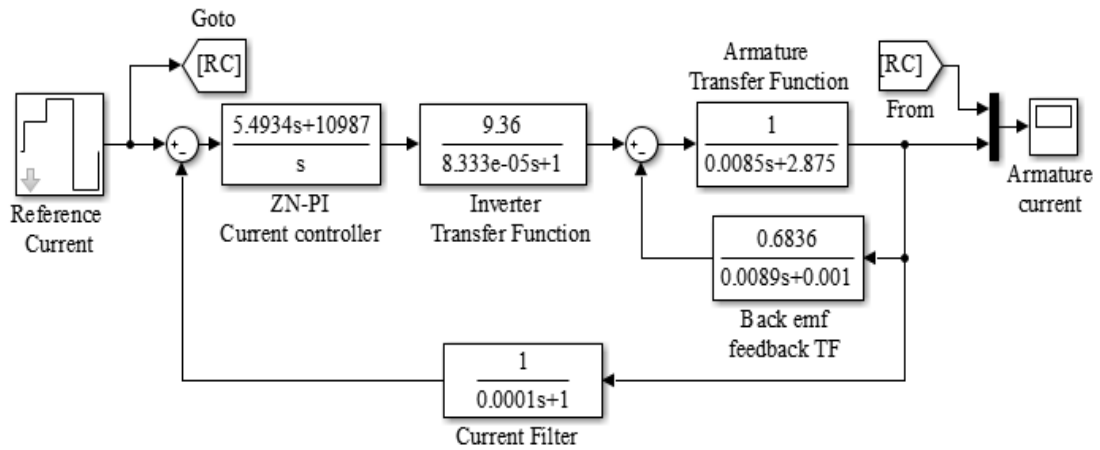 Goto
[RC]
Reference
Current
+
-
5.4934s+10987
s
ZN-PI
Current controller
9.36
8.333e-05s+1
Inverter
Transfer Function
+
-
Armature
Transfer Function
1
0.0085s+2.875
[RC]
From
Armature
current
0.6836
0.0089s+0.001
Back emf
feedback TF
1
0.0001s+1
Current Filter